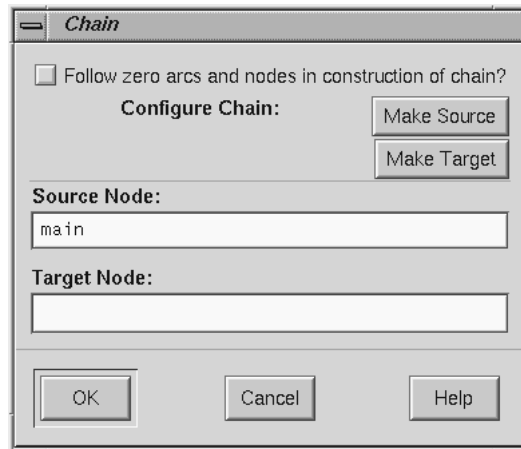 Chain
Follow zero arcs and nodes in construction of chain?
Configure Chain:
Make Source
Make Target
Source Node:
main
Target Node:
OK
Cancel
Help